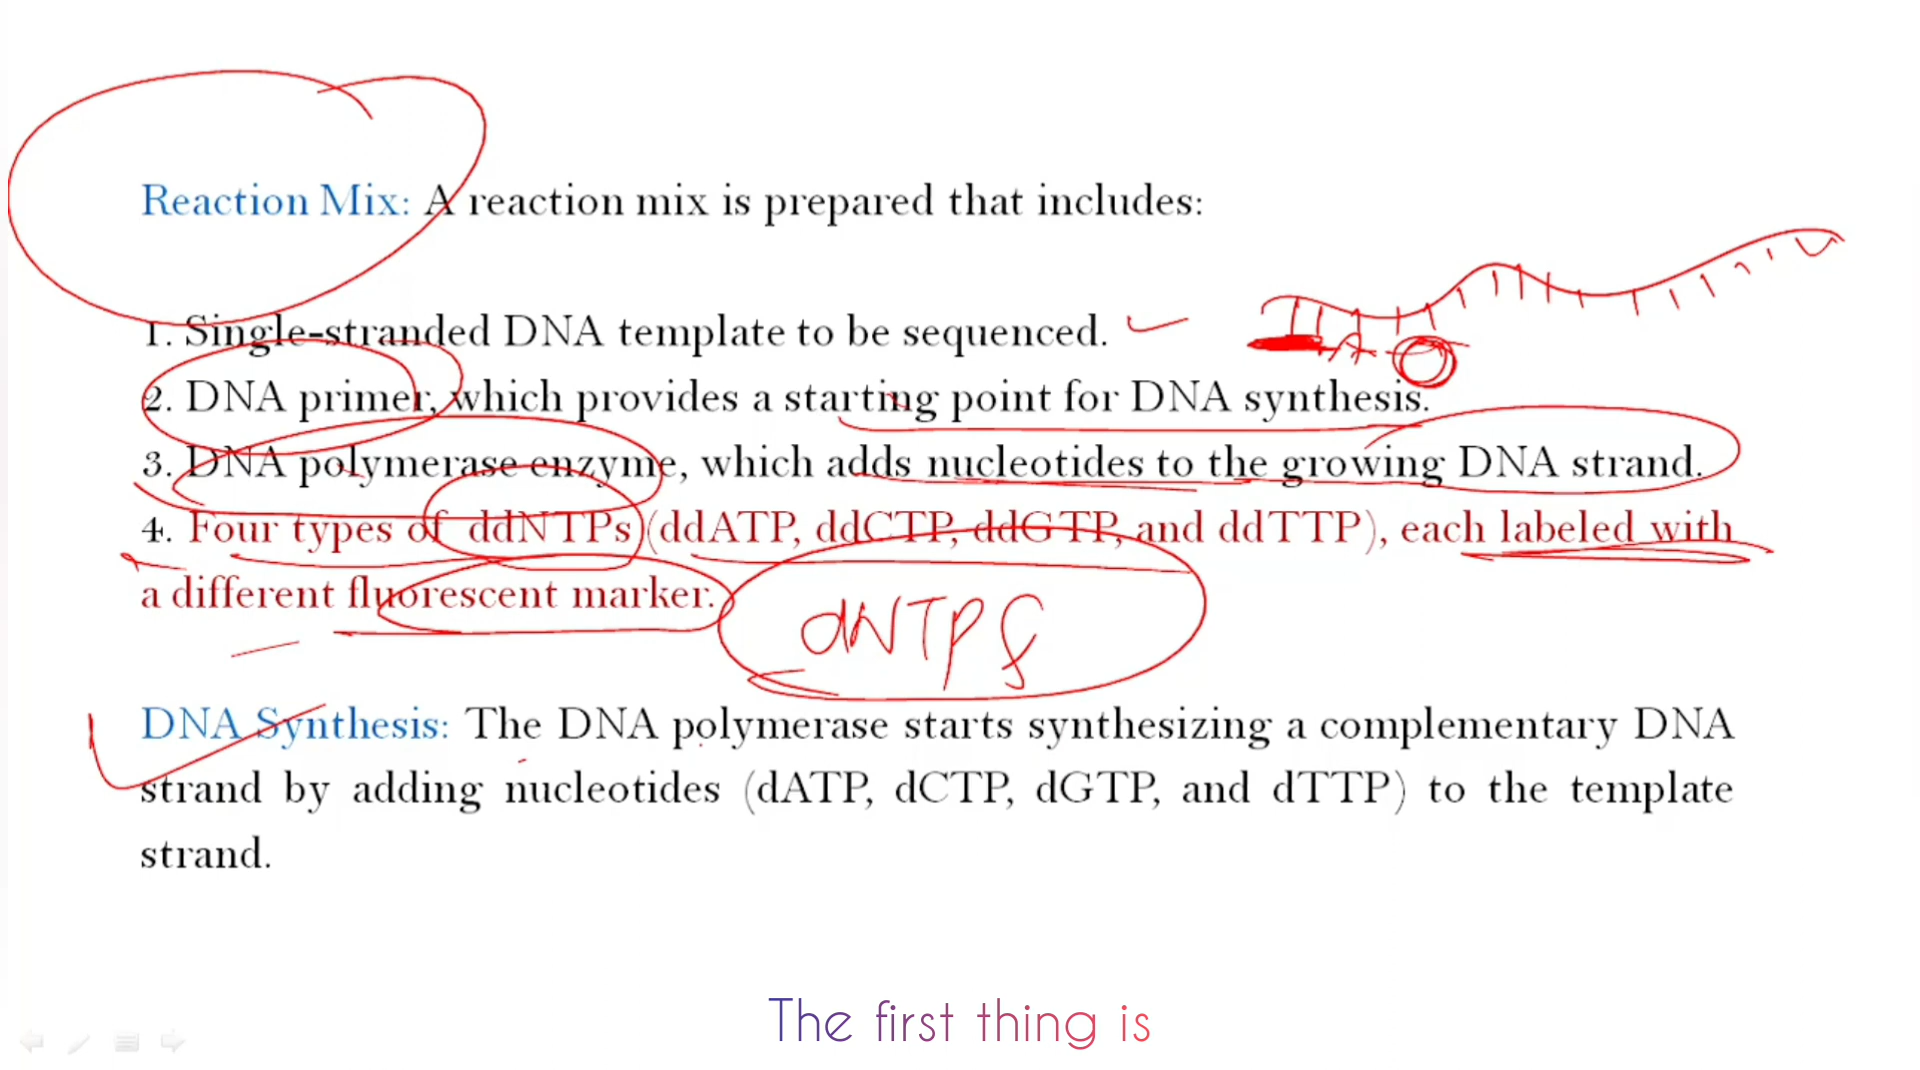 Reaction Mix: A reaction mix is prepared that includes:
1. Single-stranded DNA template to be sequenced.
2. DNA primer, which provides a starting point for DNA synthesis.
3. DNA polymerase enzyme, which adds nucleotides to the growing DNA strand.
4. Four types of ddNTPs (ddATP, ddCTP, ddGTP, and ddTTP), each labeled with
a different fluorescent marker.
dNTPs
DNA Synthesis: The DNA polymerase starts synthesizing a complementary DNA
strand by adding nucleotides (dATP, dCTP, dGTP, and dTTP) to the template
strand.
The first thing is